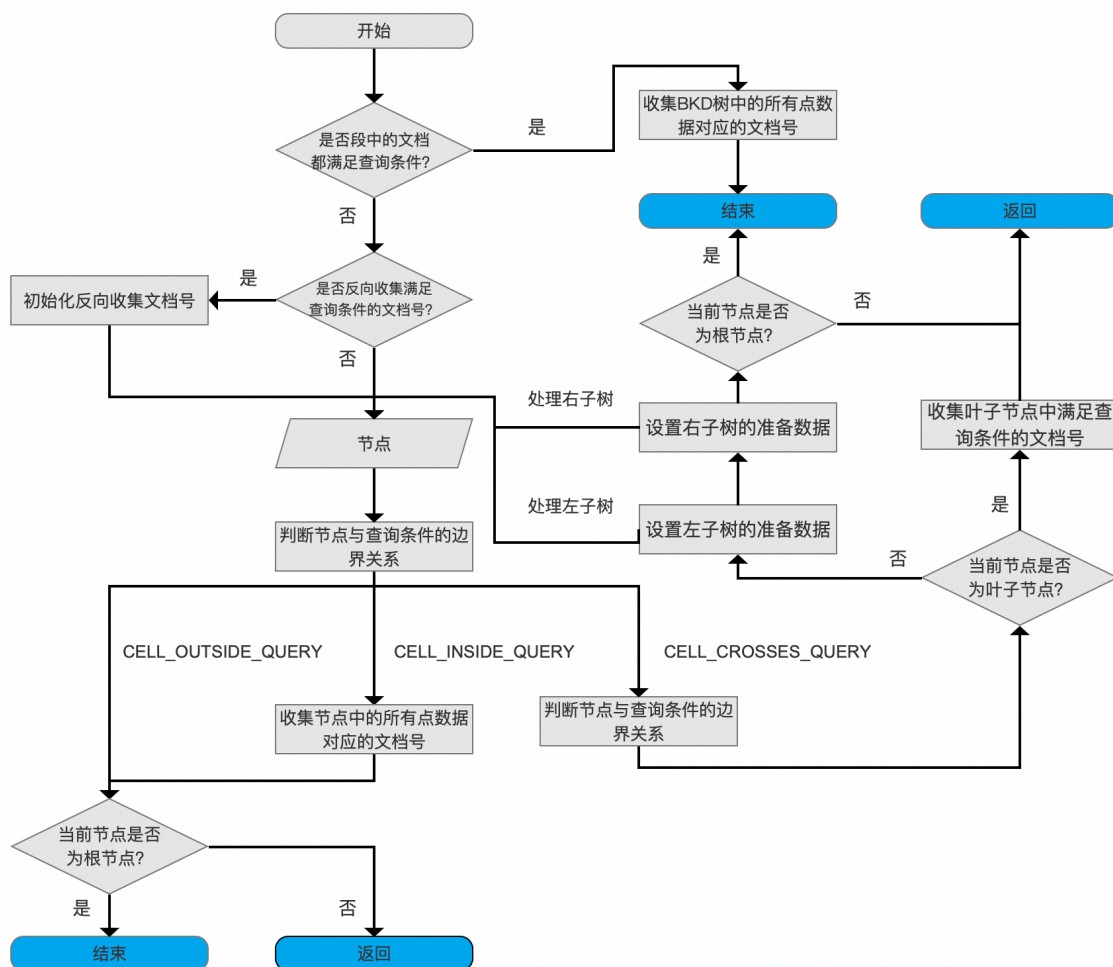 开始
是否段中的文档
都满足查询条件?
是
收集BKD树中的所有点数
据对应的文档号
否
结束
返回
是否反向收集满足
查询条件的文档号?
是
初始化反向收集文档号
否
是
当前节点是否
为根节点?
否
节点
处理右子树
设置右子树的准备数据
收集叶子节点中满足查
询条件的文档号
处理左子树
设置左子树的准备数据
是
否
当前节点是否
为叶子节点?
判断节点与查询条件的边
界关系
CELL_OUTSIDE_QUERY
CELL_INSIDE_QUERY
CELL_CROSSES_QUERY
收集节点中的所有点数据
对应的文档号
判断节点与查询条件的边
界关系
当前节点是否
为根节点?
是
否
结束
返回